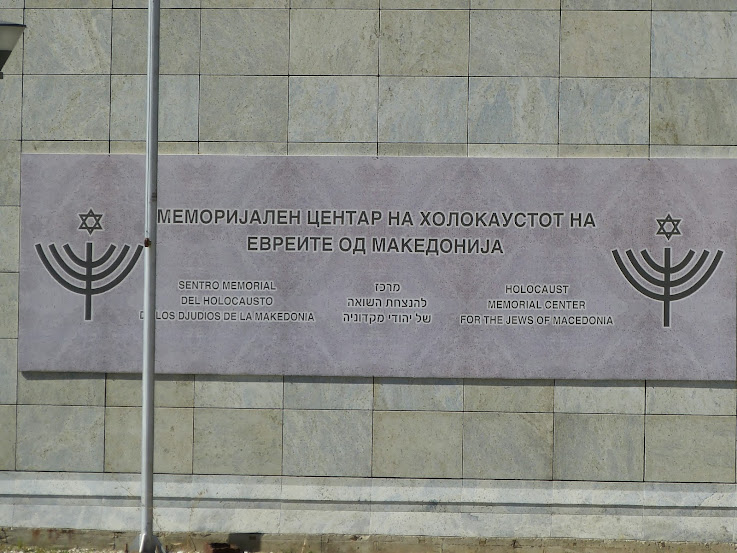 МЕМОРИЈАЛЕН ЦЕНТАР НА ХОЛОКАУСТОТ НА
ЕВРЕИТЕ ОД МАКЕДОНИЈА
SENTRO MEMORIAL
DEL HOLOCAUSTO
LOS DJUDIOS DE LA MAKEDONIA
מרכז
להנצחת השואה
של יהודי מקדוניה
HOLOCAUST
MEMORIAL CENTER
FOR THE JEWS OF MACEDONIA